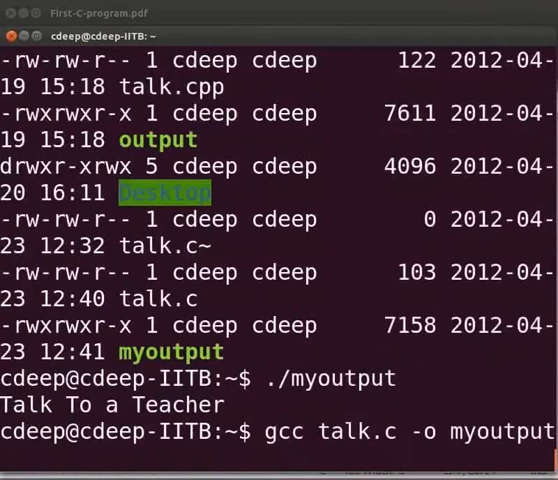 First-C-program.pdf
cdeep@cdeep-IITB: ~
-rw-rw-r-- 1 cdeep cdeep 122 2012-04-
19 15:18 talk.cpp
-rwxrwxr-x 1 cdeep cdeep 7611 2012-04-
19 15:18 output
drwxr-xrwx 5 cdeep cdeep 4096 2012-04-
20 16:11 Desktop
-rw-rw-r-- 1 cdeep cdeep 0 2012-04-
23 12:32 talk.c~
-rw-rw-r-- 1 cdeep cdeep 103 2012-04-
23 12:40 talk.c
-rwxrwxr-x 1 cdeep cdeep 7158 2012-04-
23 12:41 myoutput
cdeep@cdeep-IITB:~$ ./myoutput
Talk To a Teacher
cdeep@cdeep-IITB:~$ gcc talk.c -o myoutput